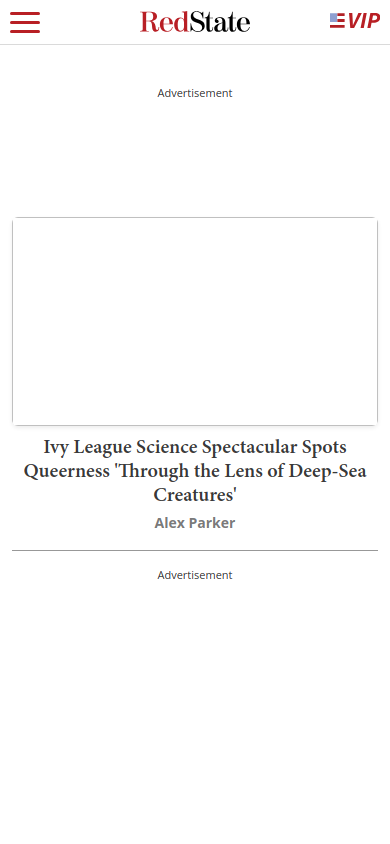 RedState
VIP
Advertisement
Ivy League Science Spectacular Spots
Queerness 'Through the Lens of Deep-Sea
Creatures'
Alex Parker
Advertisement